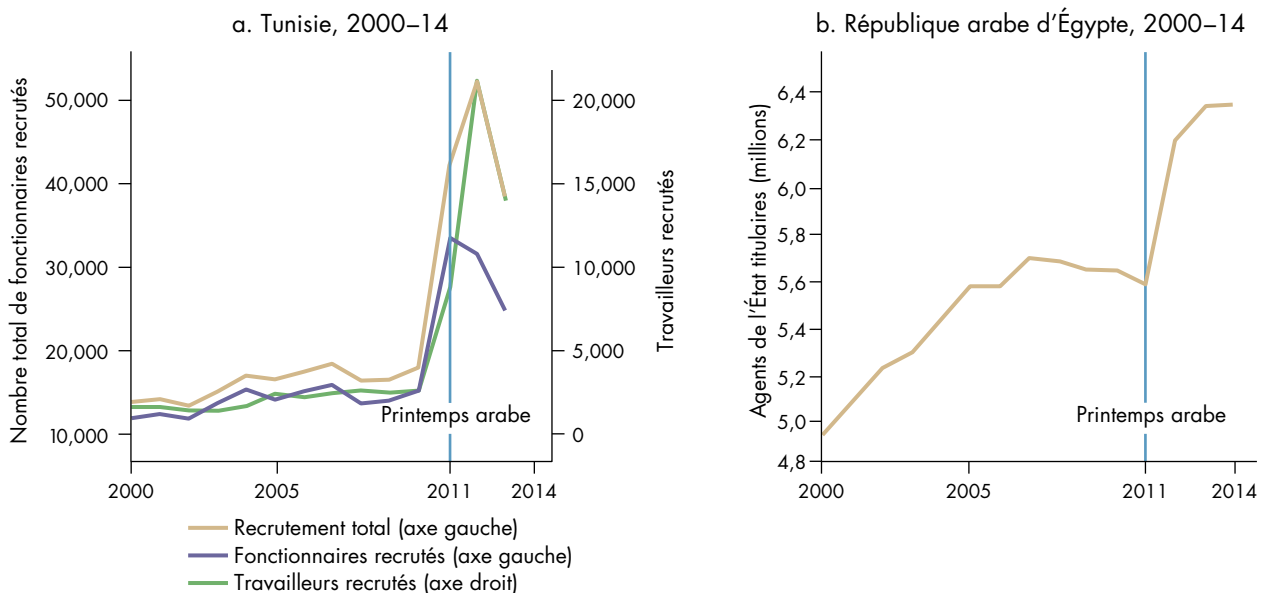 a. Tunisie, 2000–14
Nombre total de fonctionnaires recrutés
50,000
40,000
30,000
20,000
10,000
20,000
15,000
10,000
5,000
0
Travailleurs recrutés
Printemps arabe
2000
2005
2011
2014
Recrutement total (axe gauche)
Fonctionnaires recrutés (axe gauche)
Travailleurs recrutés (axe droit)
b. République arabe d’Égypte, 2000–14
Agents de l’État titulaires (millions)
6,4
6,2
6,0
5,8
5,6
5,4
5,2
5,0
4,8
Printemps arabe
2000
2005
2011
2014